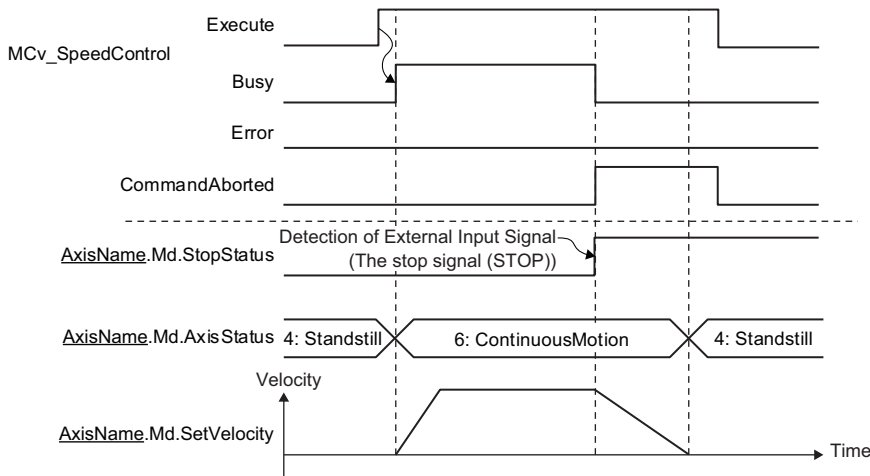 Execute
MCv_SpeedControl
Busy
Error
CommandAborted
Detection of External Input Signal
(The stop signal (STOP))
AxisName.Md.StopStatus
AxisName.Md.AxisStatus
4: Standstill
6: ContinuousMotion
4: Standstill
Velocity
AxisName.Md.SetVelocity
Time